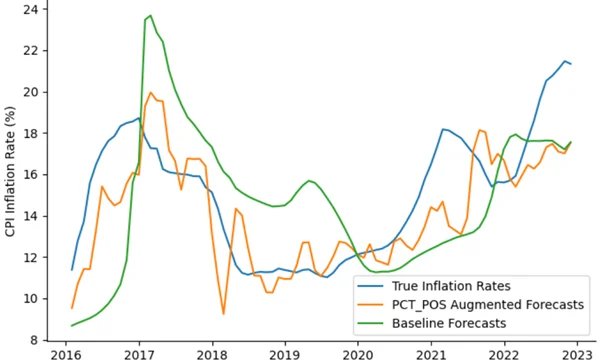 24
22
20
18
16
14
12
10
8
CPI Inflation Rate (%)
2016 2017 2018 2019 2020 2021 2022 2023
True Inflation Rates
PCT_POS Augmented Forecasts
Baseline Forecasts